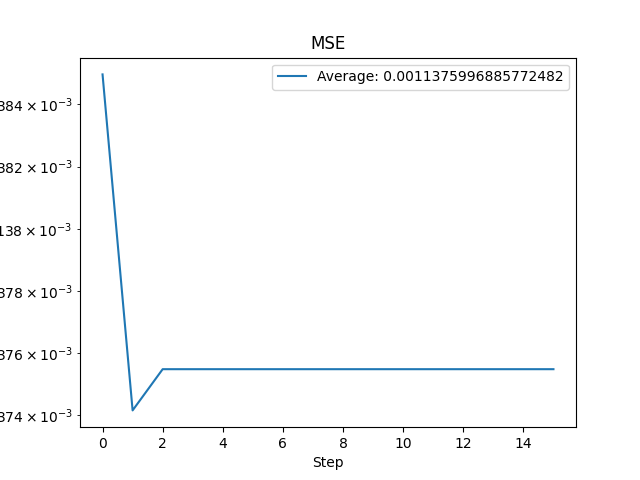 MSE
Average: 0.0011375996885772482
384 × 10⁻³
382 × 10⁻³
138 × 10⁻³
378 × 10⁻³
376 × 10⁻³
374 × 10⁻³
0 2 4 6 8 10 12 14
Step